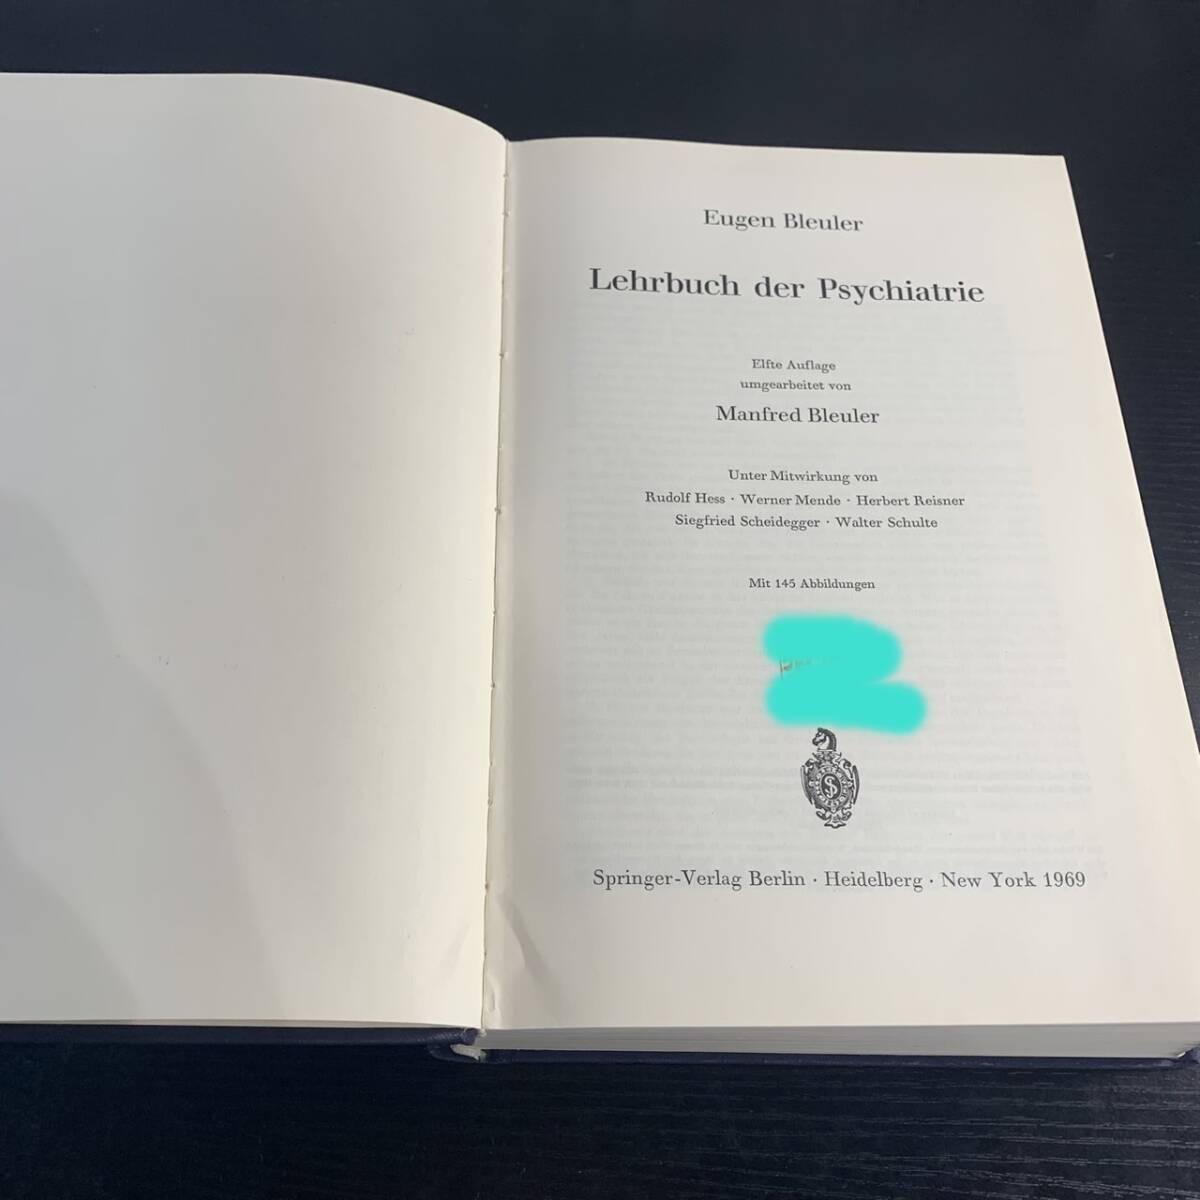 Eugen Bleuler
Lehrbuch der Psychiatrie
Elfte Auflage
umgearbeitet von
Manfred Bleuler
Unter Mitwirkung von
Rudolf Hess · Werner Mende · Herbert Reisner
Siegfried Scheidegger · Walter Schulte
Mit 145 Abbildungen
Springer-Verlag Berlin · Heidelberg · New York 1969